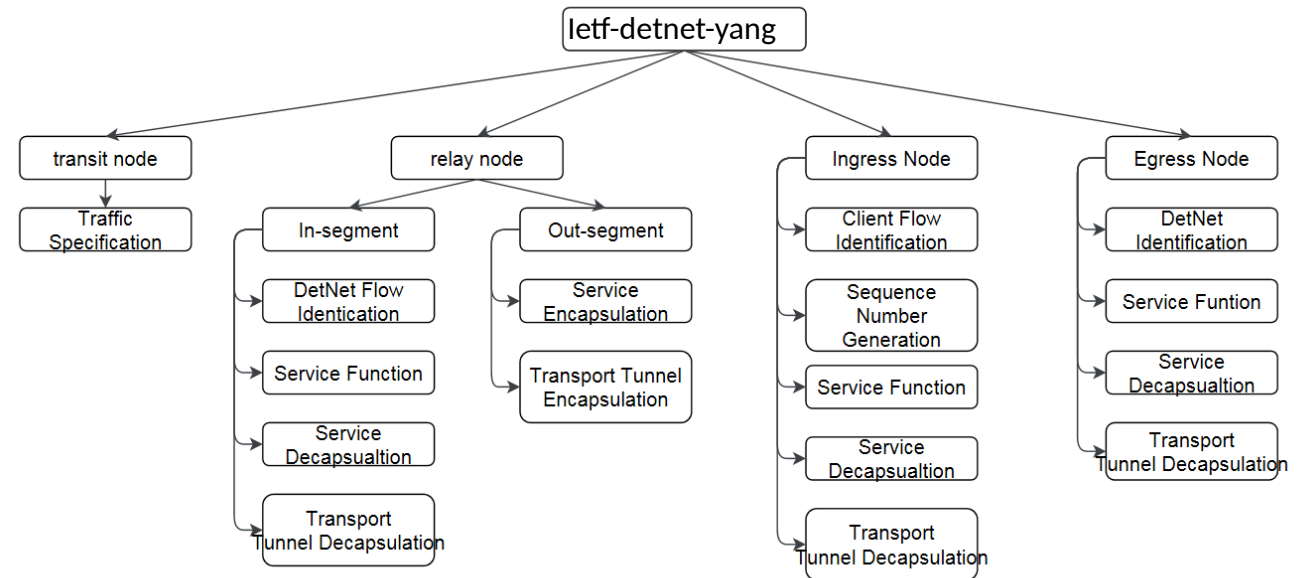 Ietf-detnet-yang
transit node
relay node
Ingress Node
Egress Node
Traffic
Specification
In-segment
Out-segment
Client Flow
Identification
DetNet
Identification
DetNet Flow
Identication
Service
Encapsulation
Sequence
Number
Generation
Service Funtion
Service Function
Transport Tunnel
Encapsulation
Service Function
Service
Decapsualtion
Service
Decapsualtion
Service
Decapsualtion
Transport
Tunnel Decapsulation
Transport
Tunnel Decapsulation
Transport
Tunnel Decapsulation